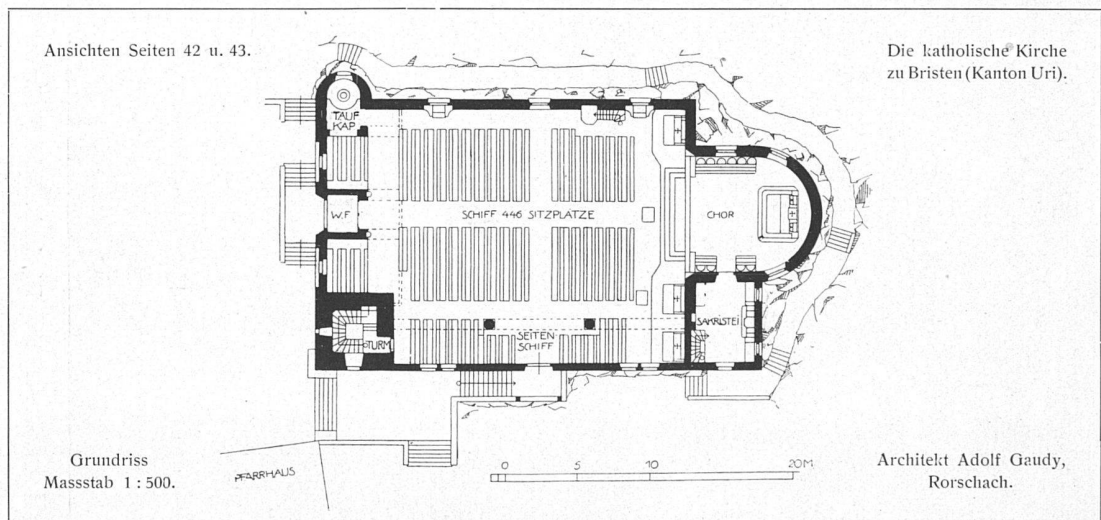 Ansichten Seiten 42 u. 43.
Die katholische Kirche
zu Bristen (Kanton Uri).
TAUF
KAP
W.F
SCHIFF 446 SITZPLÄTZE
CHOR
SEITEN
SCHIFF
SAKRISTEI
TURM
PFARRHAUS
0 5 10 20M
Grundriss
Massstab 1 : 500.
Architekt Adolf Gaudy,
Rorschach.